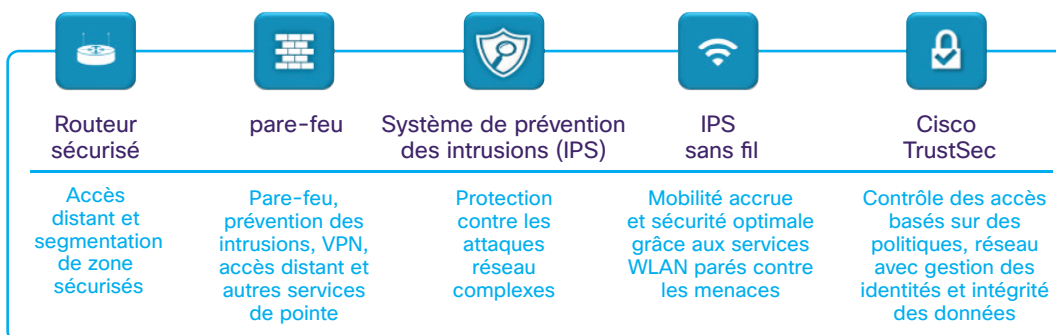 Routeur
sécurisé
pare-feu
Système de prévention
des intrusions (IPS)
IPS
sans fil
Cisco
TrustSec
Accès
distant et
segmentation
de zone
sécurisés
Pare-feu,
prévention des
intrusions, VPN,
accès distant et
autres services
de pointe
Protection
contre les
attaques
réseau
complexes
Mobilité accrue
et sécurité optimale
grâce aux services
WLAN parés contre
les menaces
Contrôle des accès
basés sur des
politiques, réseau
avec gestion des
identités et intégrité
des données